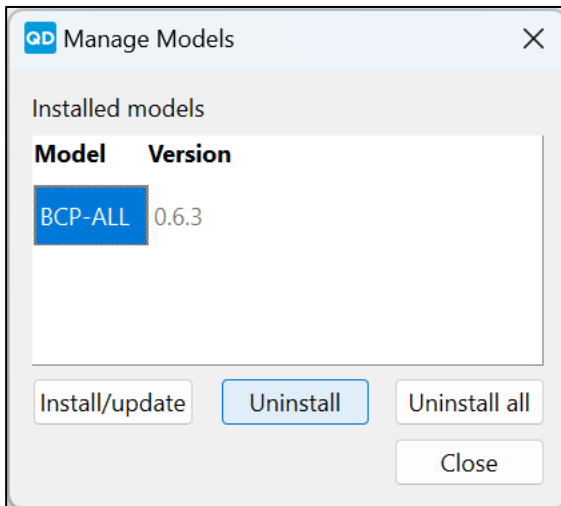 QD Manage Models
Installed models
Model Version
BCP-ALL 0.6.3
Install/update Uninstall Uninstall all
Close